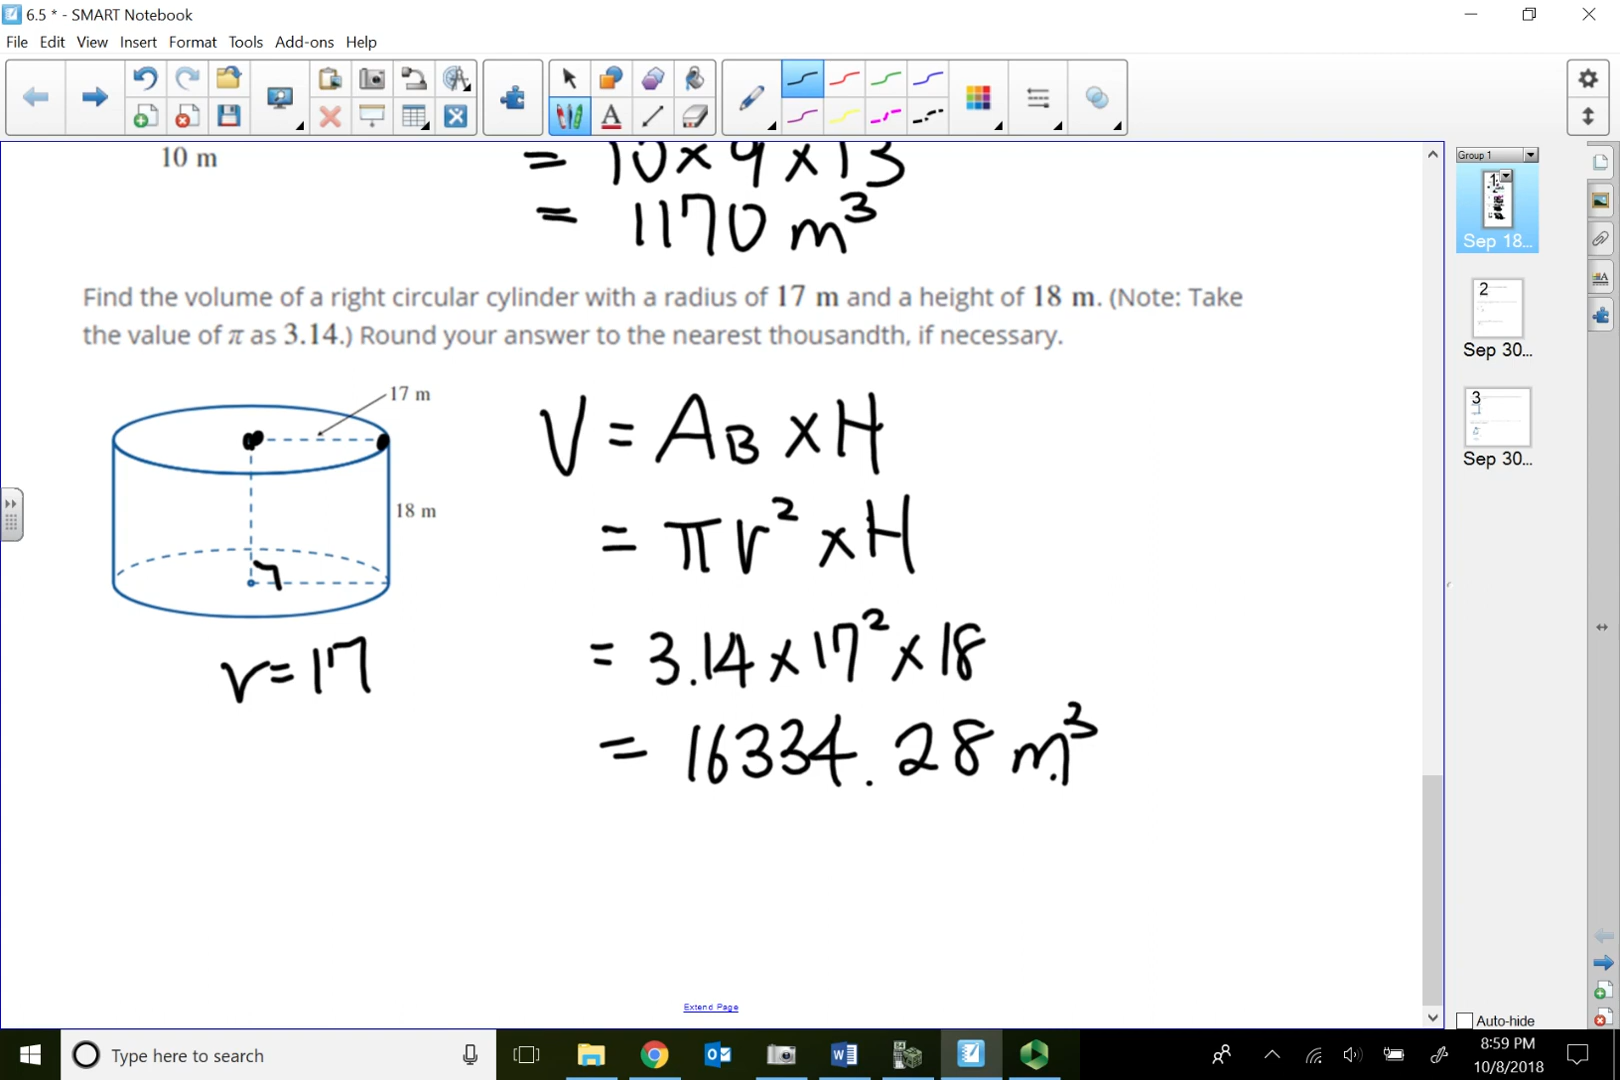 6.5 * - SMART Notebook
File Edit View Insert Format Tools Add-ons Help
10 m
= 10 x 9 x 13
= 1170 m³
Find the volume of a right circular cylinder with a radius of 17 m and a height of 18 m. (Note: Take
the value of π as 3.14.) Round your answer to the nearest thousandth, if necessary.
17 m
18 m
r = 17
V = AB x H
= πr² x H
= 3.14 x 17² x 18
= 16334.28 m³
Extend Page
Group 1
1
Sep 18...
2
Sep 30...
3
Sep 30...
Auto-hide
Type here to search
8:59 PM
10/8/2018